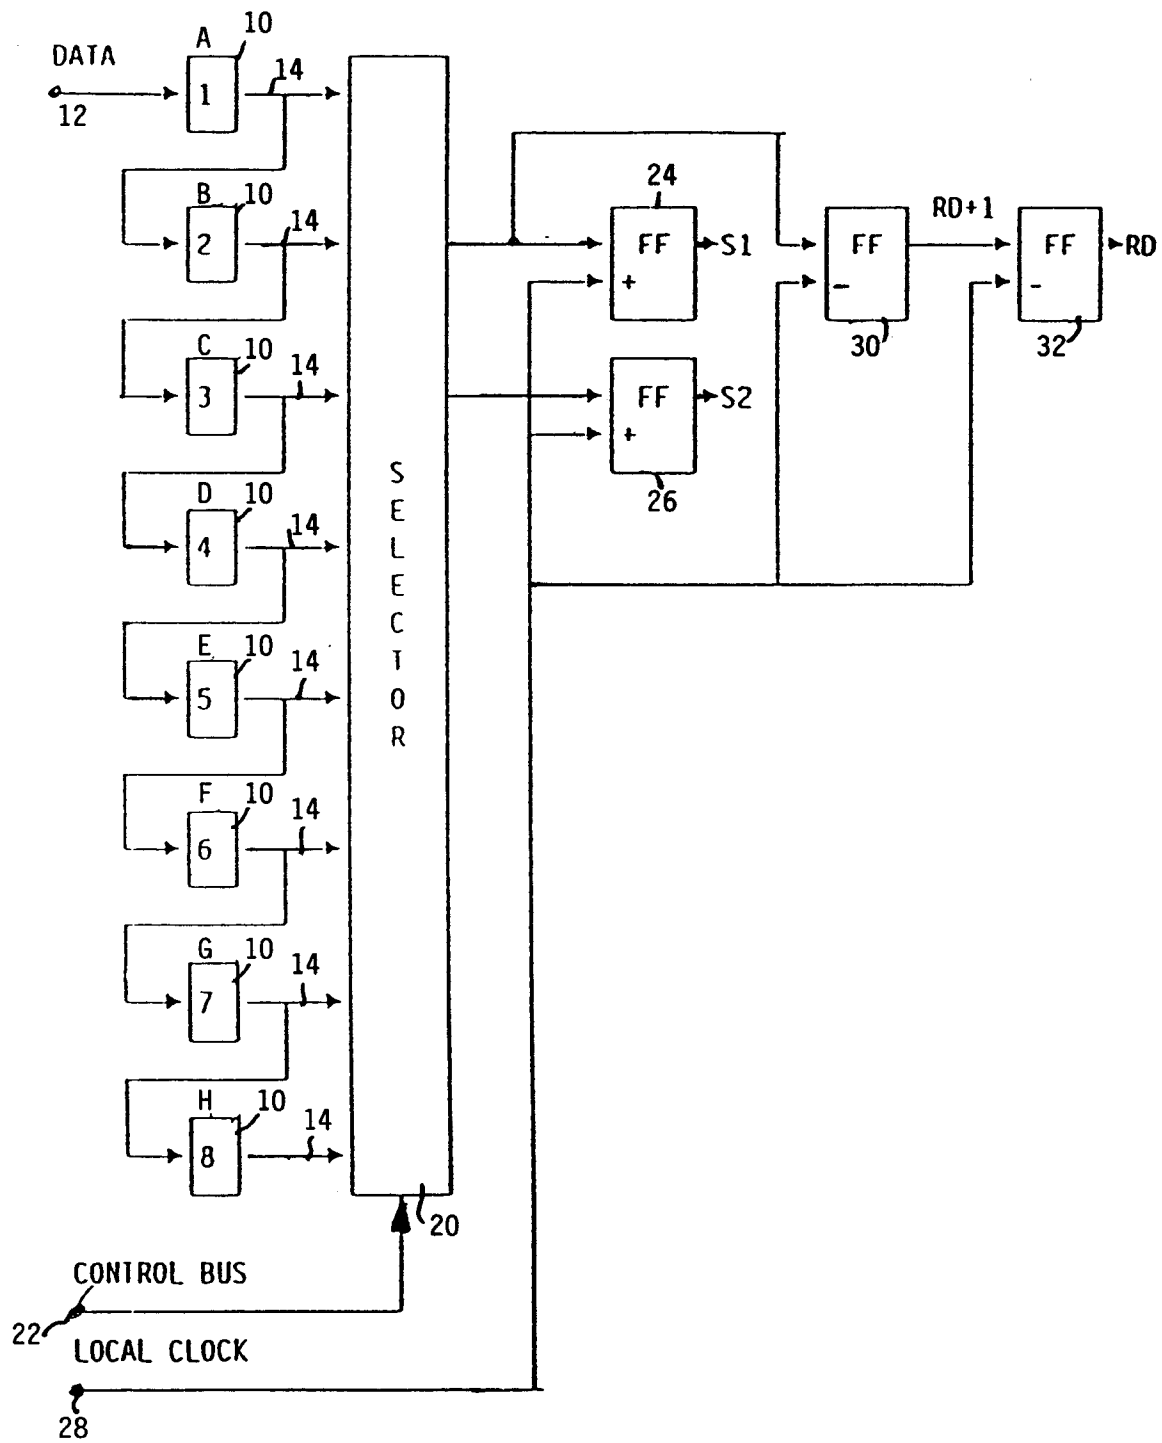 A 10
DATA
14
1
12
B 10
14
2
24
RD+1
FF S1
FF
FF RD
+
-
-
30
32
C 10
14
3
FF S2
+
26
D 10
14
4
SELECTOR
E 10
14
5
F 10
14
6
G 10
14
7
H 10
14
8
20
CONTROL BUS
22
LOCAL CLOCK
28